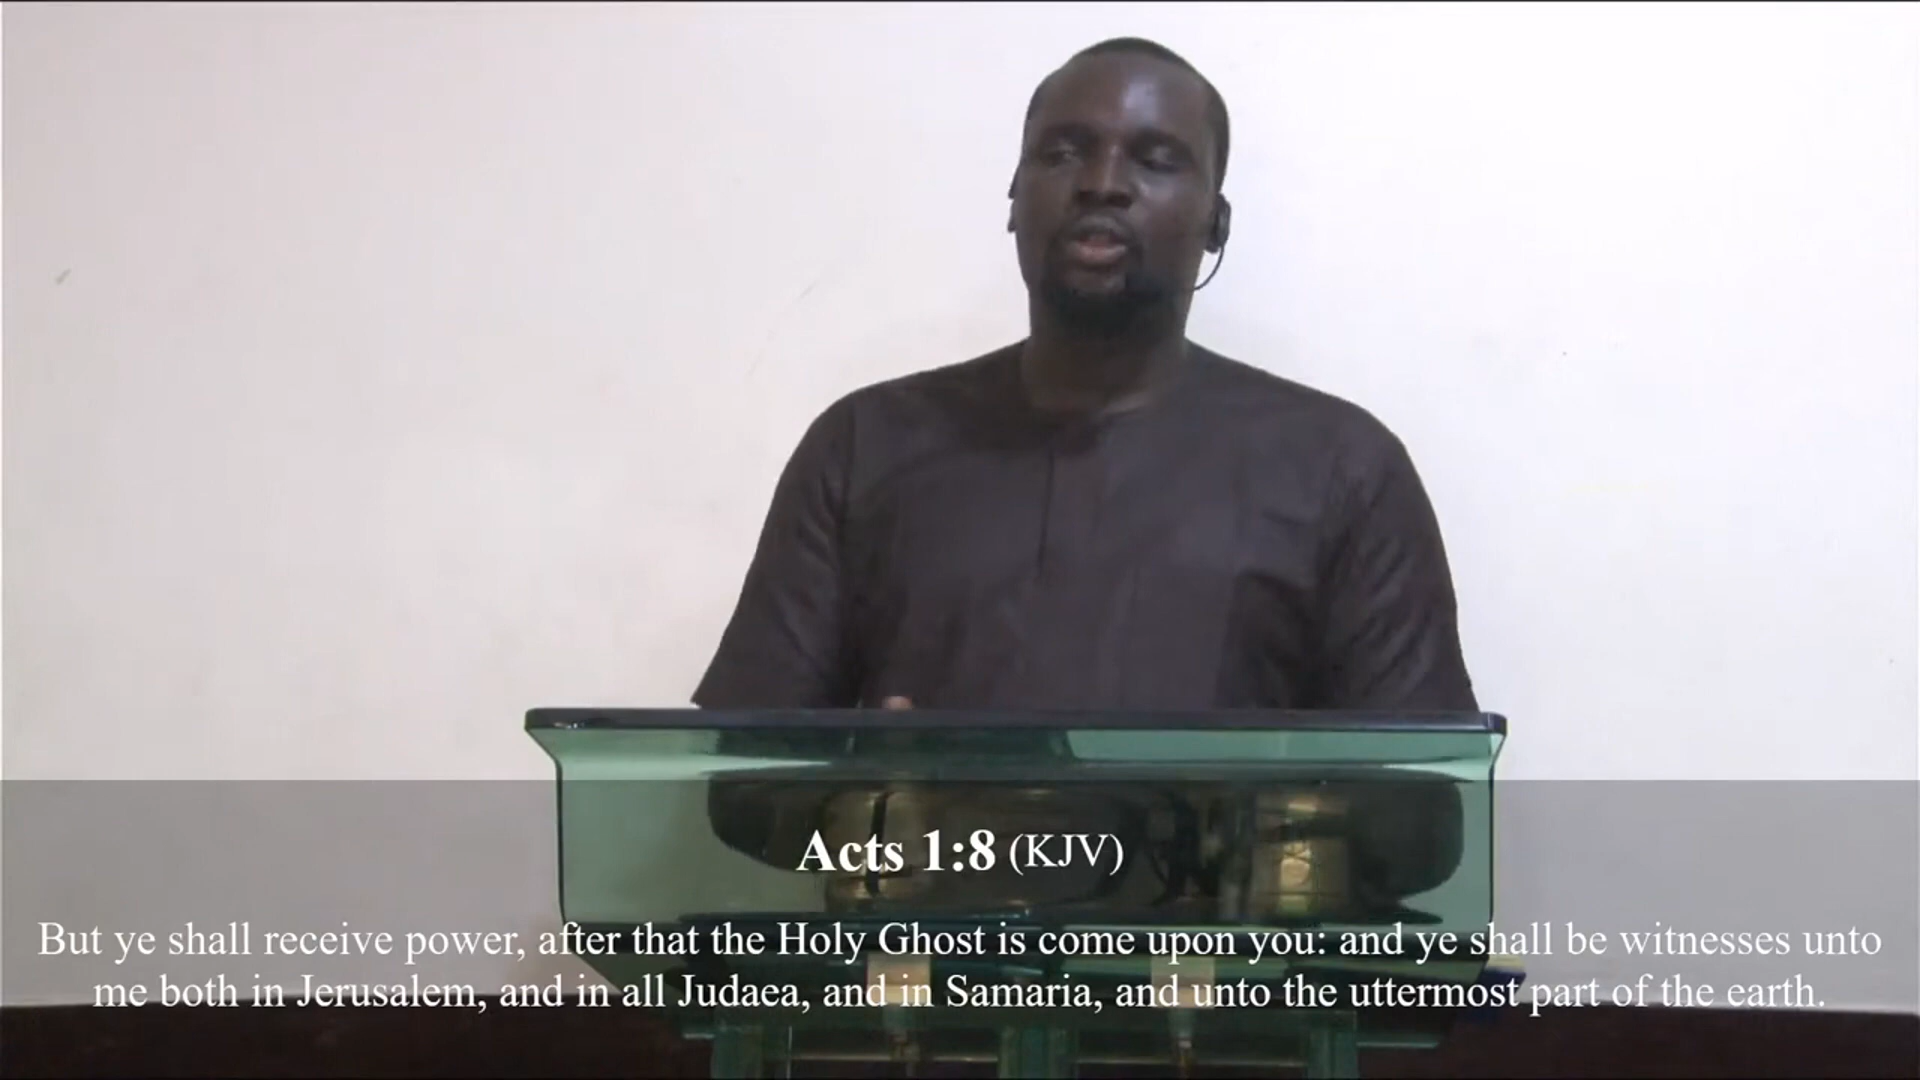 Acts 1:8 (KJV)
But ye shall receive power, after that the Holy Ghost is come upon you: and ye shall be witnesses unto
me both in Jerusalem, and in all Judaea, and in Samaria, and unto the uttermost part of the earth.